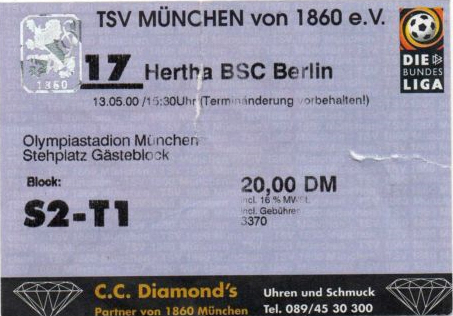 TSV MÜNCHEN von 1860 e.V.
17 Hertha BSC Berlin
1860
DIE
BUNDES
LIGA
13.05.00 /15:30Uhr (Terminänderung vorbehalten!)
Olympiastadion München
Stehplatz Gästeblock
Block:
S2-T1
20,00 DM
incl. 16 % MWSt.
incl. Gebühren
3370
C.C. Diamond's
Partner von 1860 München
Uhren und Schmuck
Tel. 089/45 30 300